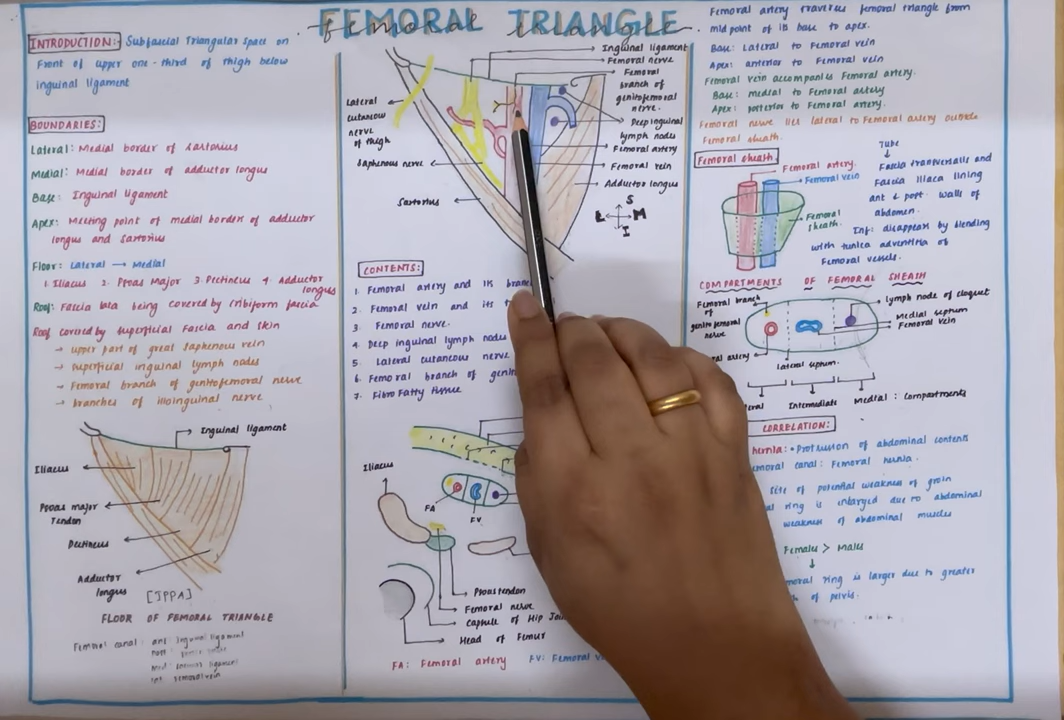 FEMORAL TRIANGLE
femoral triangle
INTRODUCTION:- Subfascial Triangular Space on
Front of upper one-third of thigh below
inguinal ligament
BOUNDARIES:
Lateral: Medial border of sartorius
Medial: Medial border of adductor longus
Base: Inguinal ligament
Apex: Meeting point of medial borders of adductor
longus and sartorius
Floor: Lateral → Medial
1. Iliacus 2. Psoas Major 3. Pectineus 4. Adductor
longus
Roof: Fascia lata being covered by cribiform fascia
Roof covered by superficial Fascia and skin
→ upper part of great saphenous vein
→ superficial inguinal lymph nodes
→ Femoral branch of genitofemoral nerve
→ branches of ilioinguinal nerve
Inguinal ligament
Iliacus
Psoas major
Tendon
Pectineus
Adductor
longus
[IPPA]
FLOOR OF FEMORAL TRIANGLE
Femoral canal: ant: Inguinal ligament
Inguinal ligament
Femoral nerve
Femoral
branch of
genitofemoral
nerve.
Deep inguinal
lymph nodes
Femoral artery
Femoral vein
Adductor longus
Lateral
cutaneous
nerve
of thigh
Saphenous nerve
Sartorius
S
L M
I
CONTENTS:
1. Femoral artery and its
2. Femoral vein and its
3. Femoral nerve.
4. Deep inguinal lymph nodes
5. Lateral cutaneous nerve
6. Femoral branch of
7. Fibro Fatty tissue
Iliacus
FA
FV
Psoas tendon
Femoral nerve
Capsule of Hip
Head of Femur
FA: Femoral artery FV: Femoral
Femoral artery traverses femoral triangle from
mid point of its base to apex.
Base: Lateral to Femoral vein
Apex: anterior to Femoral vein
Femoral vein accompanies Femoral artery.
Base: medial to Femoral artery
Apex: posterior to Femoral artery.
Femoral nerve lies lateral to Femoral artery outside
Femoral sheath.
Femoral sheath:
Femoral artery.
Femoral vein
Femoral
sheath.
Tube
↓
Fascia transversalis and
Fascia iliaca lining
ant & post. walls of
abdomen.
Inf: disappear by blending
with tunica adventitia of
Femoral vessels.
COMPARTMENTS OF FEMORAL SHEATH
Femoral branch
of
genitofemoral
nerve
lymph node of cloquet
Medial septum
Femoral vein
artery
lateral septum.
Intermediate Medial : Compartments
CORRELATION:
hernia: • Protrusion of abdominal contents
canal: Femoral hernia.
site of potential weakness of groin
ring is enlarged due to abdominal
weakness of abdominal muscles
Females > Males
↓
ring is larger due to greater
of pelvis.